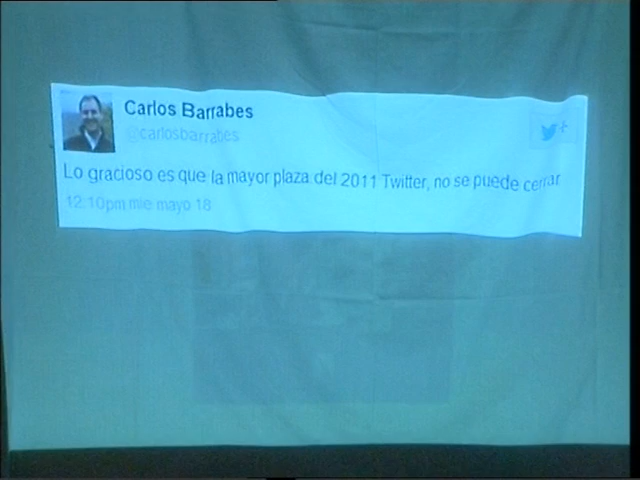 Carlos Barrabes
@carlosbarrabes
Lo gracioso es que la mayor plaza del 2011 Twitter, no se puede cerrar
12:10pm mie mayo 18